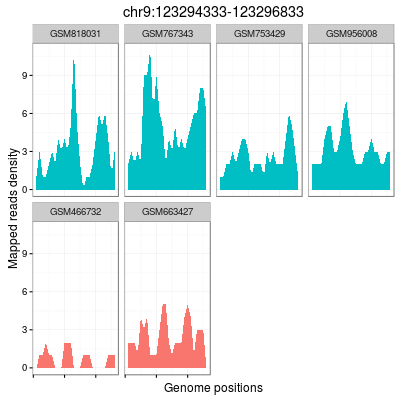 chr9:123294333-123296833
GSM818031 GSM767343 GSM753429 GSM956008
9
6
3
0
GSM466732 GSM663427
9
6
3
0
Mapped reads density
Genome positions